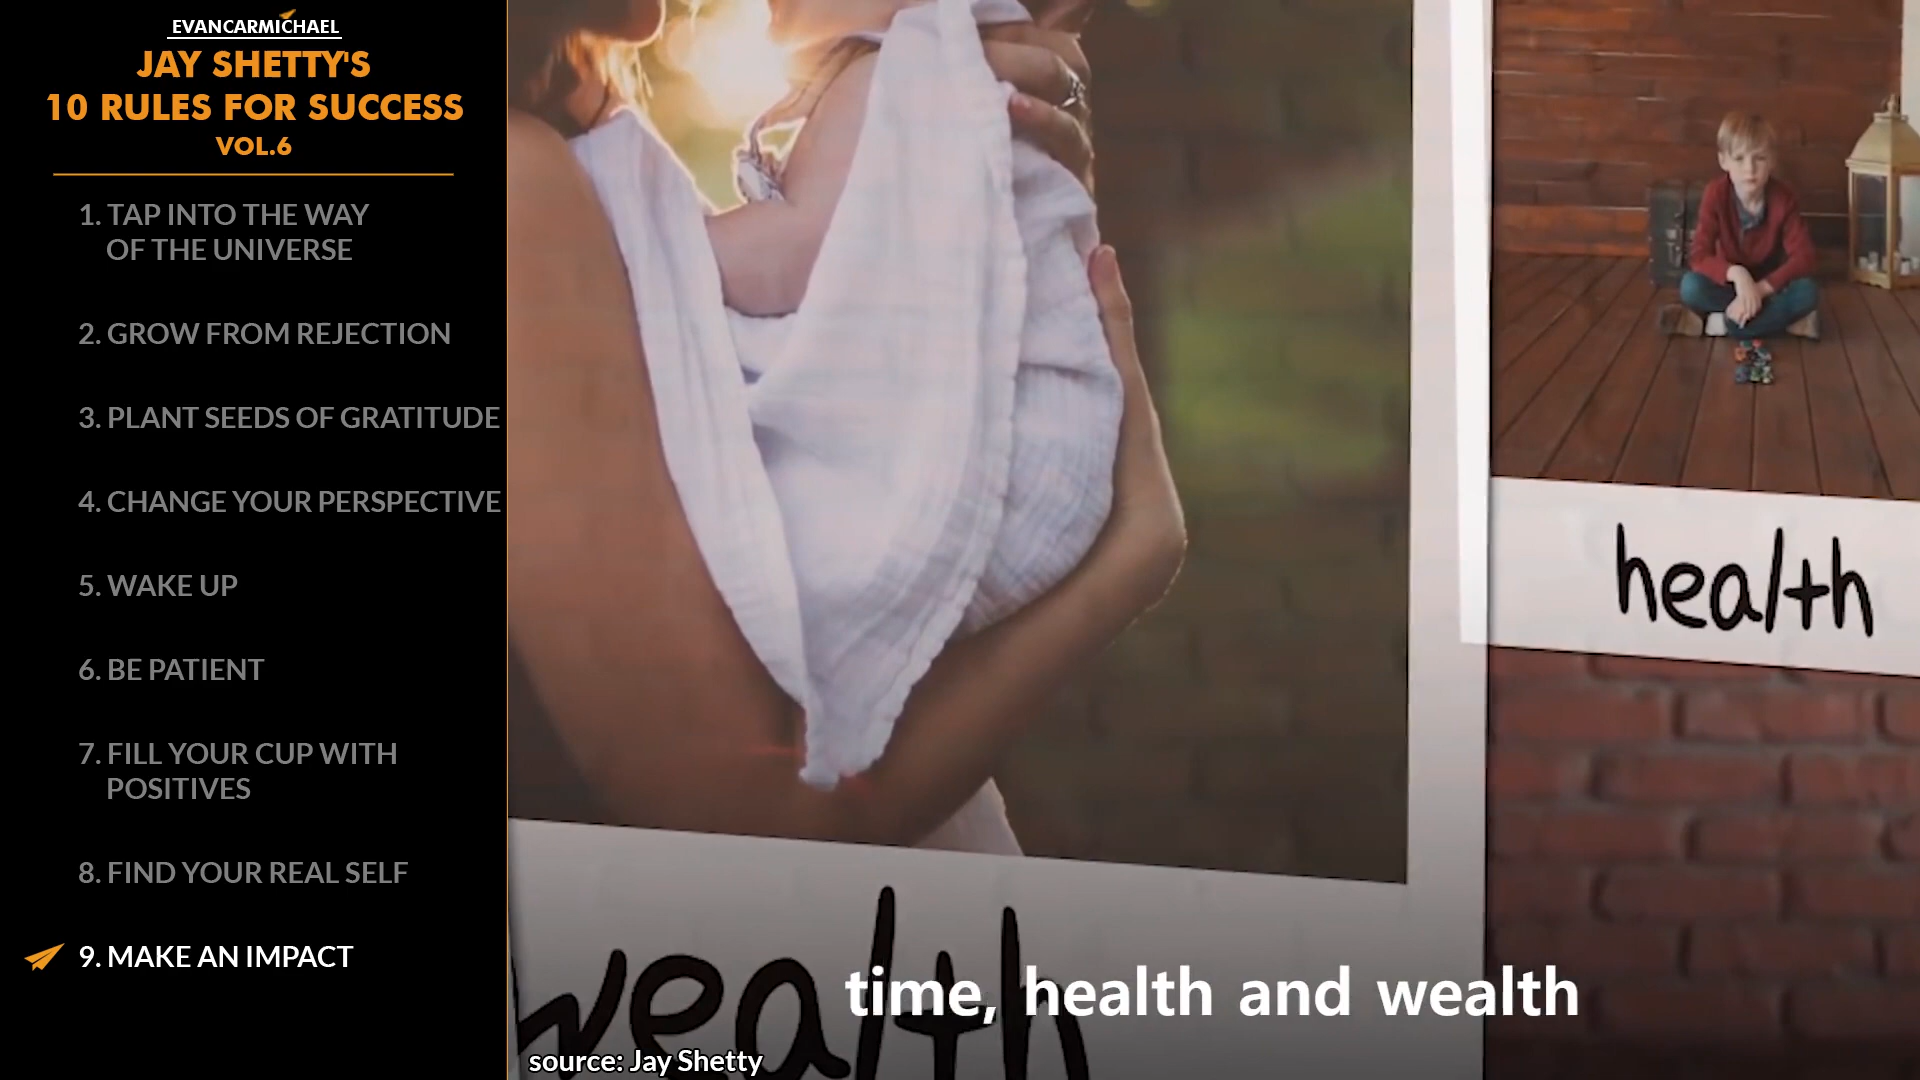 EVANCARMICHAEL
JAY SHETTY'S
10 RULES FOR SUCCESS
VOL.6
1. TAP INTO THE WAY
OF THE UNIVERSE
2. GROW FROM REJECTION
3. PLANT SEEDS OF GRATITUDE
4. CHANGE YOUR PERSPECTIVE
5. WAKE UP
6. BE PATIENT
7. FILL YOUR CUP WITH
POSITIVES
8. FIND YOUR REAL SELF
9. MAKE AN IMPACT
health
wealth
time, health and wealth
source: Jay Shetty